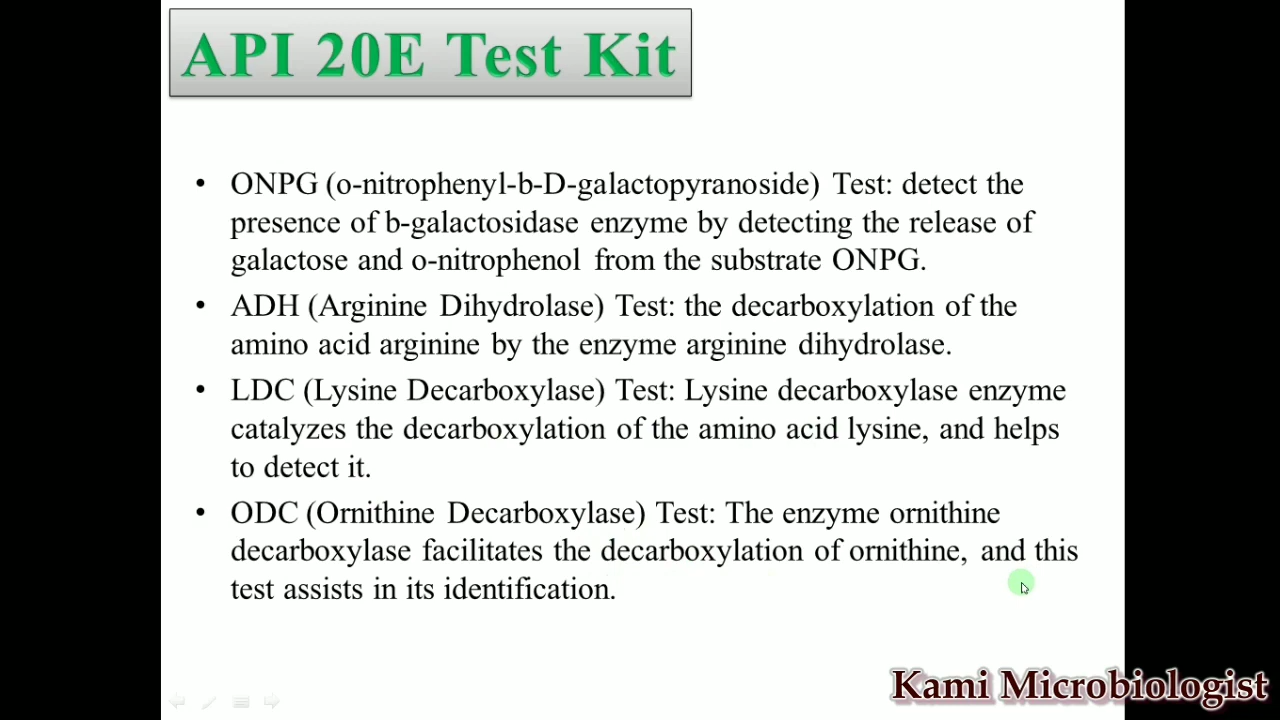 API 20E Test Kit
• ONPG (o-nitrophenyl-b-D-galactopyranoside) Test: detect the
presence of b-galactosidase enzyme by detecting the release of
galactose and o-nitrophenol from the substrate ONPG.
• ADH (Arginine Dihydrolase) Test: the decarboxylation of the
amino acid arginine by the enzyme arginine dihydrolase.
• LDC (Lysine Decarboxylase) Test: Lysine decarboxylase enzyme
catalyzes the decarboxylation of the amino acid lysine, and helps
to detect it.
• ODC (Ornithine Decarboxylase) Test: The enzyme ornithine
decarboxylase facilitates the decarboxylation of ornithine, and this
test assists in its identification.
Kami Microbiologist